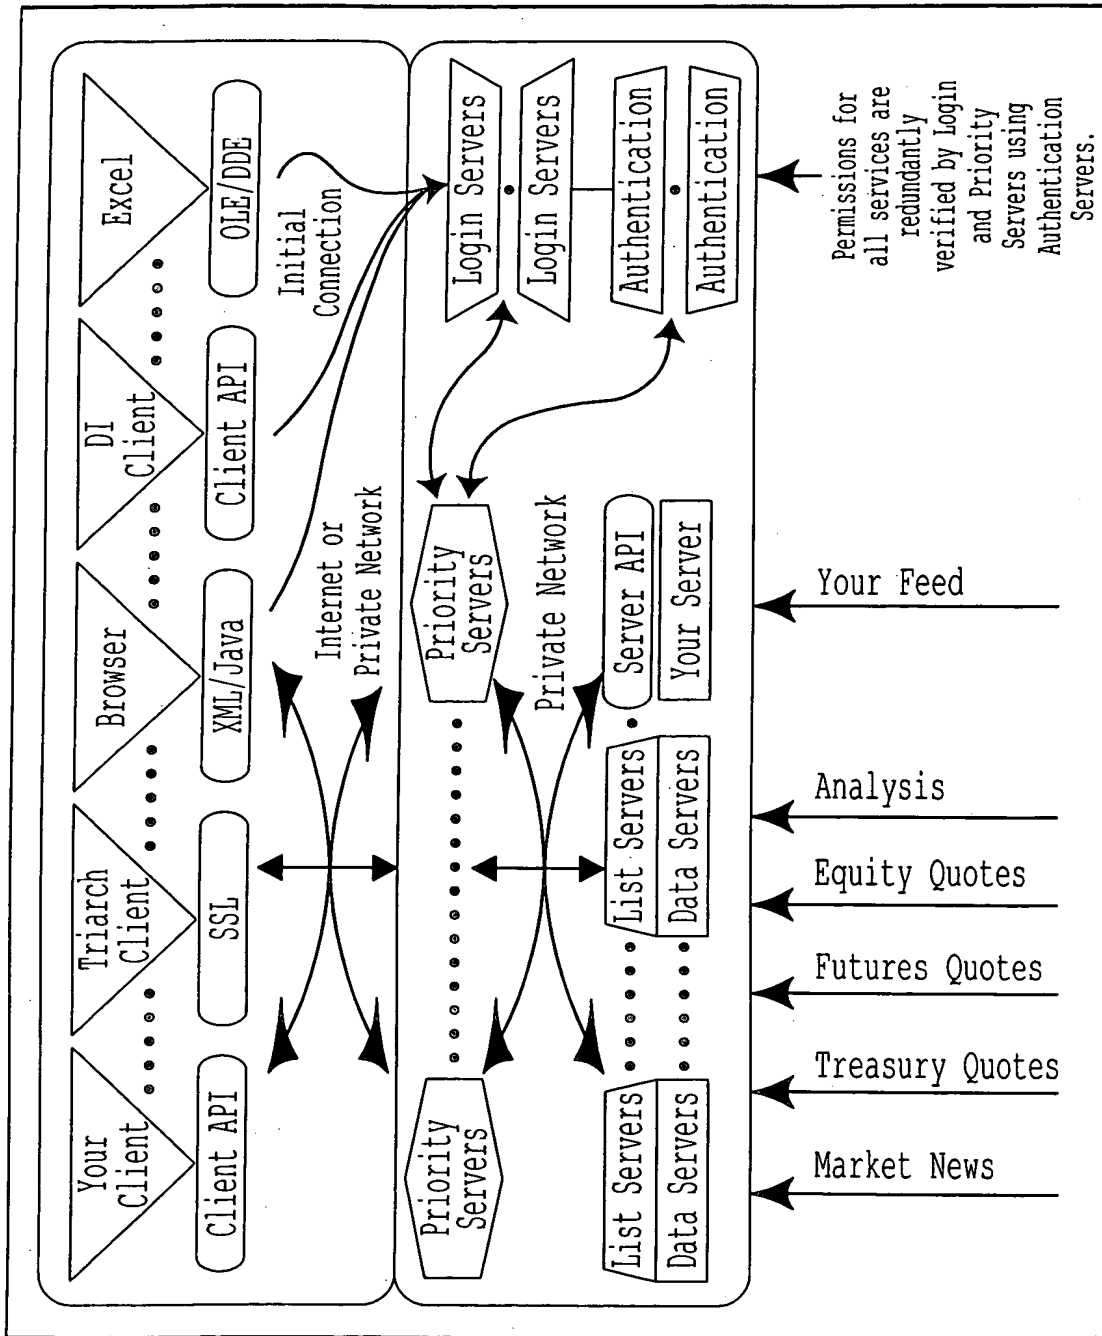 Your
Client
Triarch
Client
Browser
DI
Client
Excel
Client API
SSL
XML/Java
Client API
OLE/DDE
Internet or
Private Network
Initial
Connection
Priority
Servers
Priority
Servers
Login Servers
Login Servers
Private Network
Authentication
Authentication
List Servers
Data Servers
List Servers
Data Servers
Server API
Your Server
Market News
Treasury Quotes
Futures Quotes
Equity Quotes
Analysis
Your Feed
Permissions for
all services are
redundantly
verified by Login
and Priority
Servers using
Authentication
Servers.